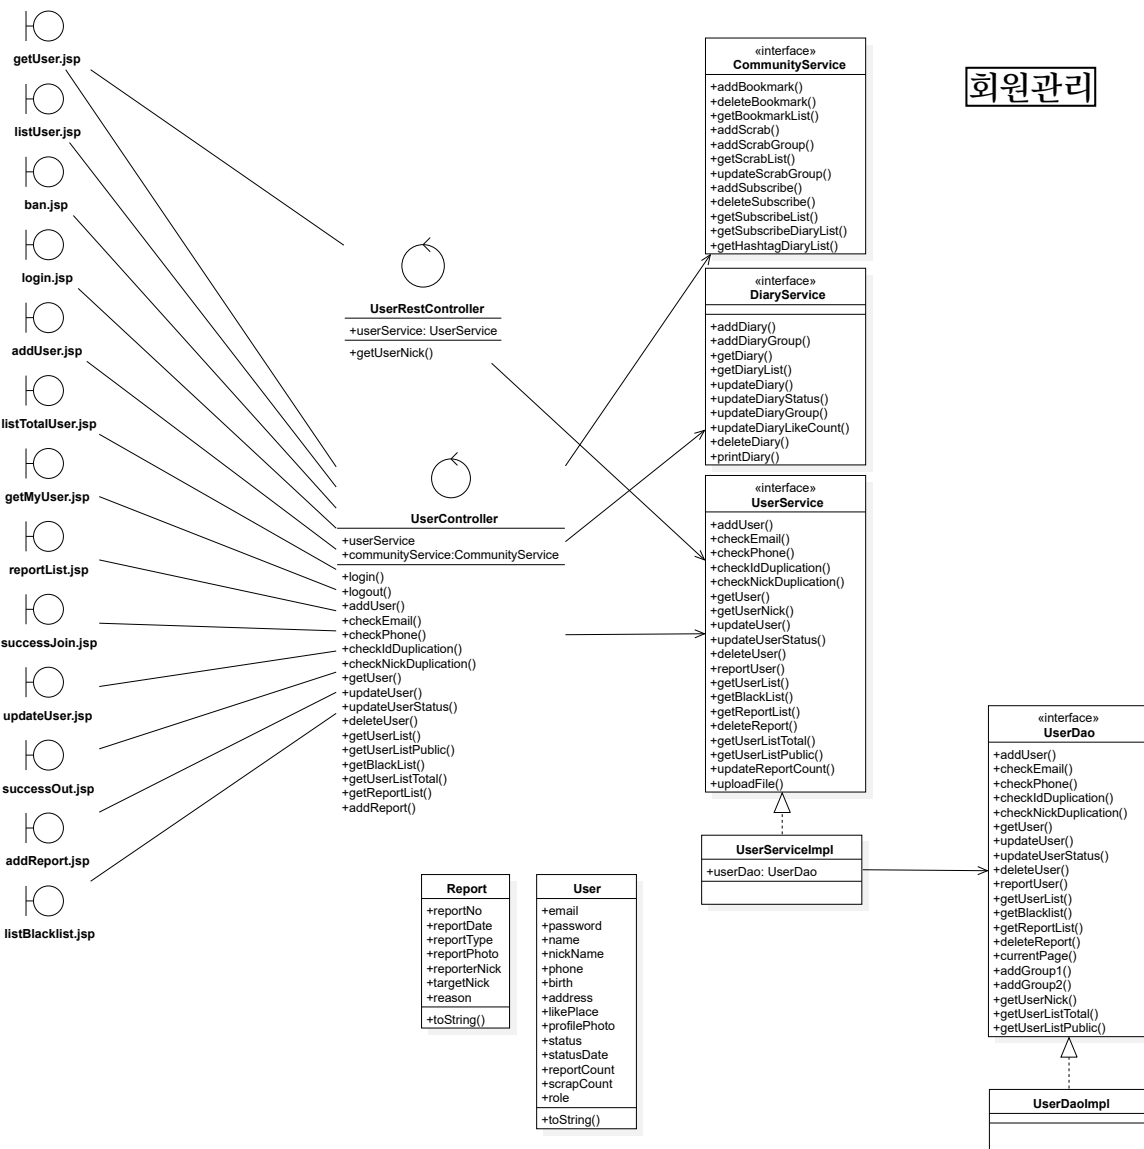 getUser.jsp
listUser.jsp
ban.jsp
login.jsp
addUser.jsp
listTotalUser.jsp
getMyUser.jsp
reportList.jsp
successJoin.jsp
updateUser.jsp
successOut.jsp
addReport.jsp
listBlacklist.jsp
UserRestController
+userService: UserService
+getUserNick()
UserController
+userService
+communityService:CommunityService
+login()
+logout()
+addUser()
+checkEmail()
+checkPhone()
+checkIdDuplication()
+checkNickDuplication()
+getUser()
+updateUser()
+updateUserStatus()
+deleteUser()
+getUserList()
+getUserListPublic()
+getBlackList()
+getUserListTotal()
+getReportList()
+addReport()
Report
+reportNo
+reportDate
+reportType
+reportPhoto
+reporterNick
+targetNick
+reason
+toString()
User
+email
+password
+name
+nickName
+phone
+birth
+address
+likePlace
+profilePhoto
+status
+statusDate
+reportCount
+scrapCount
+role
+toString()
«interface»
CommunityService
+addBookmark()
+deleteBookmark()
+getBookmarkList()
+addScrab()
+addScrabGroup()
+getScrabList()
+updateScrabGroup()
+addSubscribe()
+deleteSubscribe()
+getSubscribeList()
+getSubscribeDiaryList()
+getHashtagDiaryList()
«interface»
DiaryService
+addDiary()
+addDiaryGroup()
+getDiary()
+getDiaryList()
+updateDiary()
+updateDiaryStatus()
+updateDiaryGroup()
+updateDiaryLikeCount()
+deleteDiary()
+printDiary()
«interface»
UserService
+addUser()
+checkEmail()
+checkPhone()
+checkIdDuplication()
+checkNickDuplication()
+getUser()
+getUserNick()
+updateUser()
+updateUserStatus()
+deleteUser()
+reportUser()
+getUserList()
+getBlackList()
+getReportList()
+deleteReport()
+getUserListTotal()
+getUserListPublic()
+updateReportCount()
+uploadFile()
UserServiceImpl
+userDao: UserDao
회원관리
«interface»
UserDao
+addUser()
+checkEmail()
+checkPhone()
+checkIdDuplication()
+checkNickDuplication()
+getUser()
+updateUser()
+updateUserStatus()
+deleteUser()
+reportUser()
+getUserList()
+getBlacklist()
+getReportList()
+deleteReport()
+currentPage()
+addGroup1()
+addGroup2()
+getUserNick()
+getUserListTotal()
+getUserListPublic()
UserDaoImpl